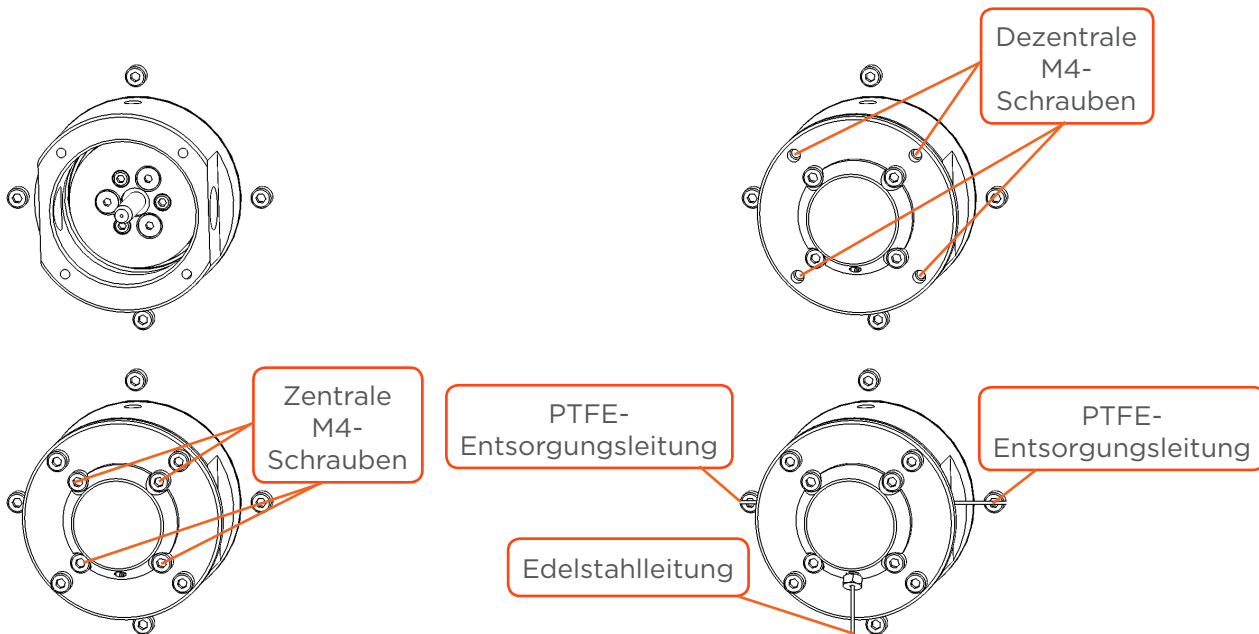 Dezentrale
M4-
Schrauben
Zentrale
M4-
Schrauben
PTFE-
Entsorgungsleitung
PTFE-
Entsorgungsleitung
Edelstahlleitung